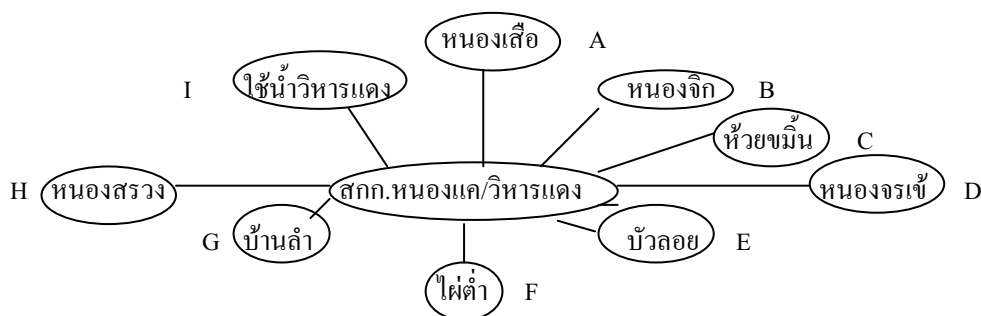 หนองเสือ A
I ใช้น้ำวิหารแดง
หนองจิก B
ห้วยขมิ้น C
H หนองสรวง
สกก.หนองแค/วิหารแดง
หนองจรเข้ D
G บ้านลำ
บัวลอย E
ไผ่ต่ำ F